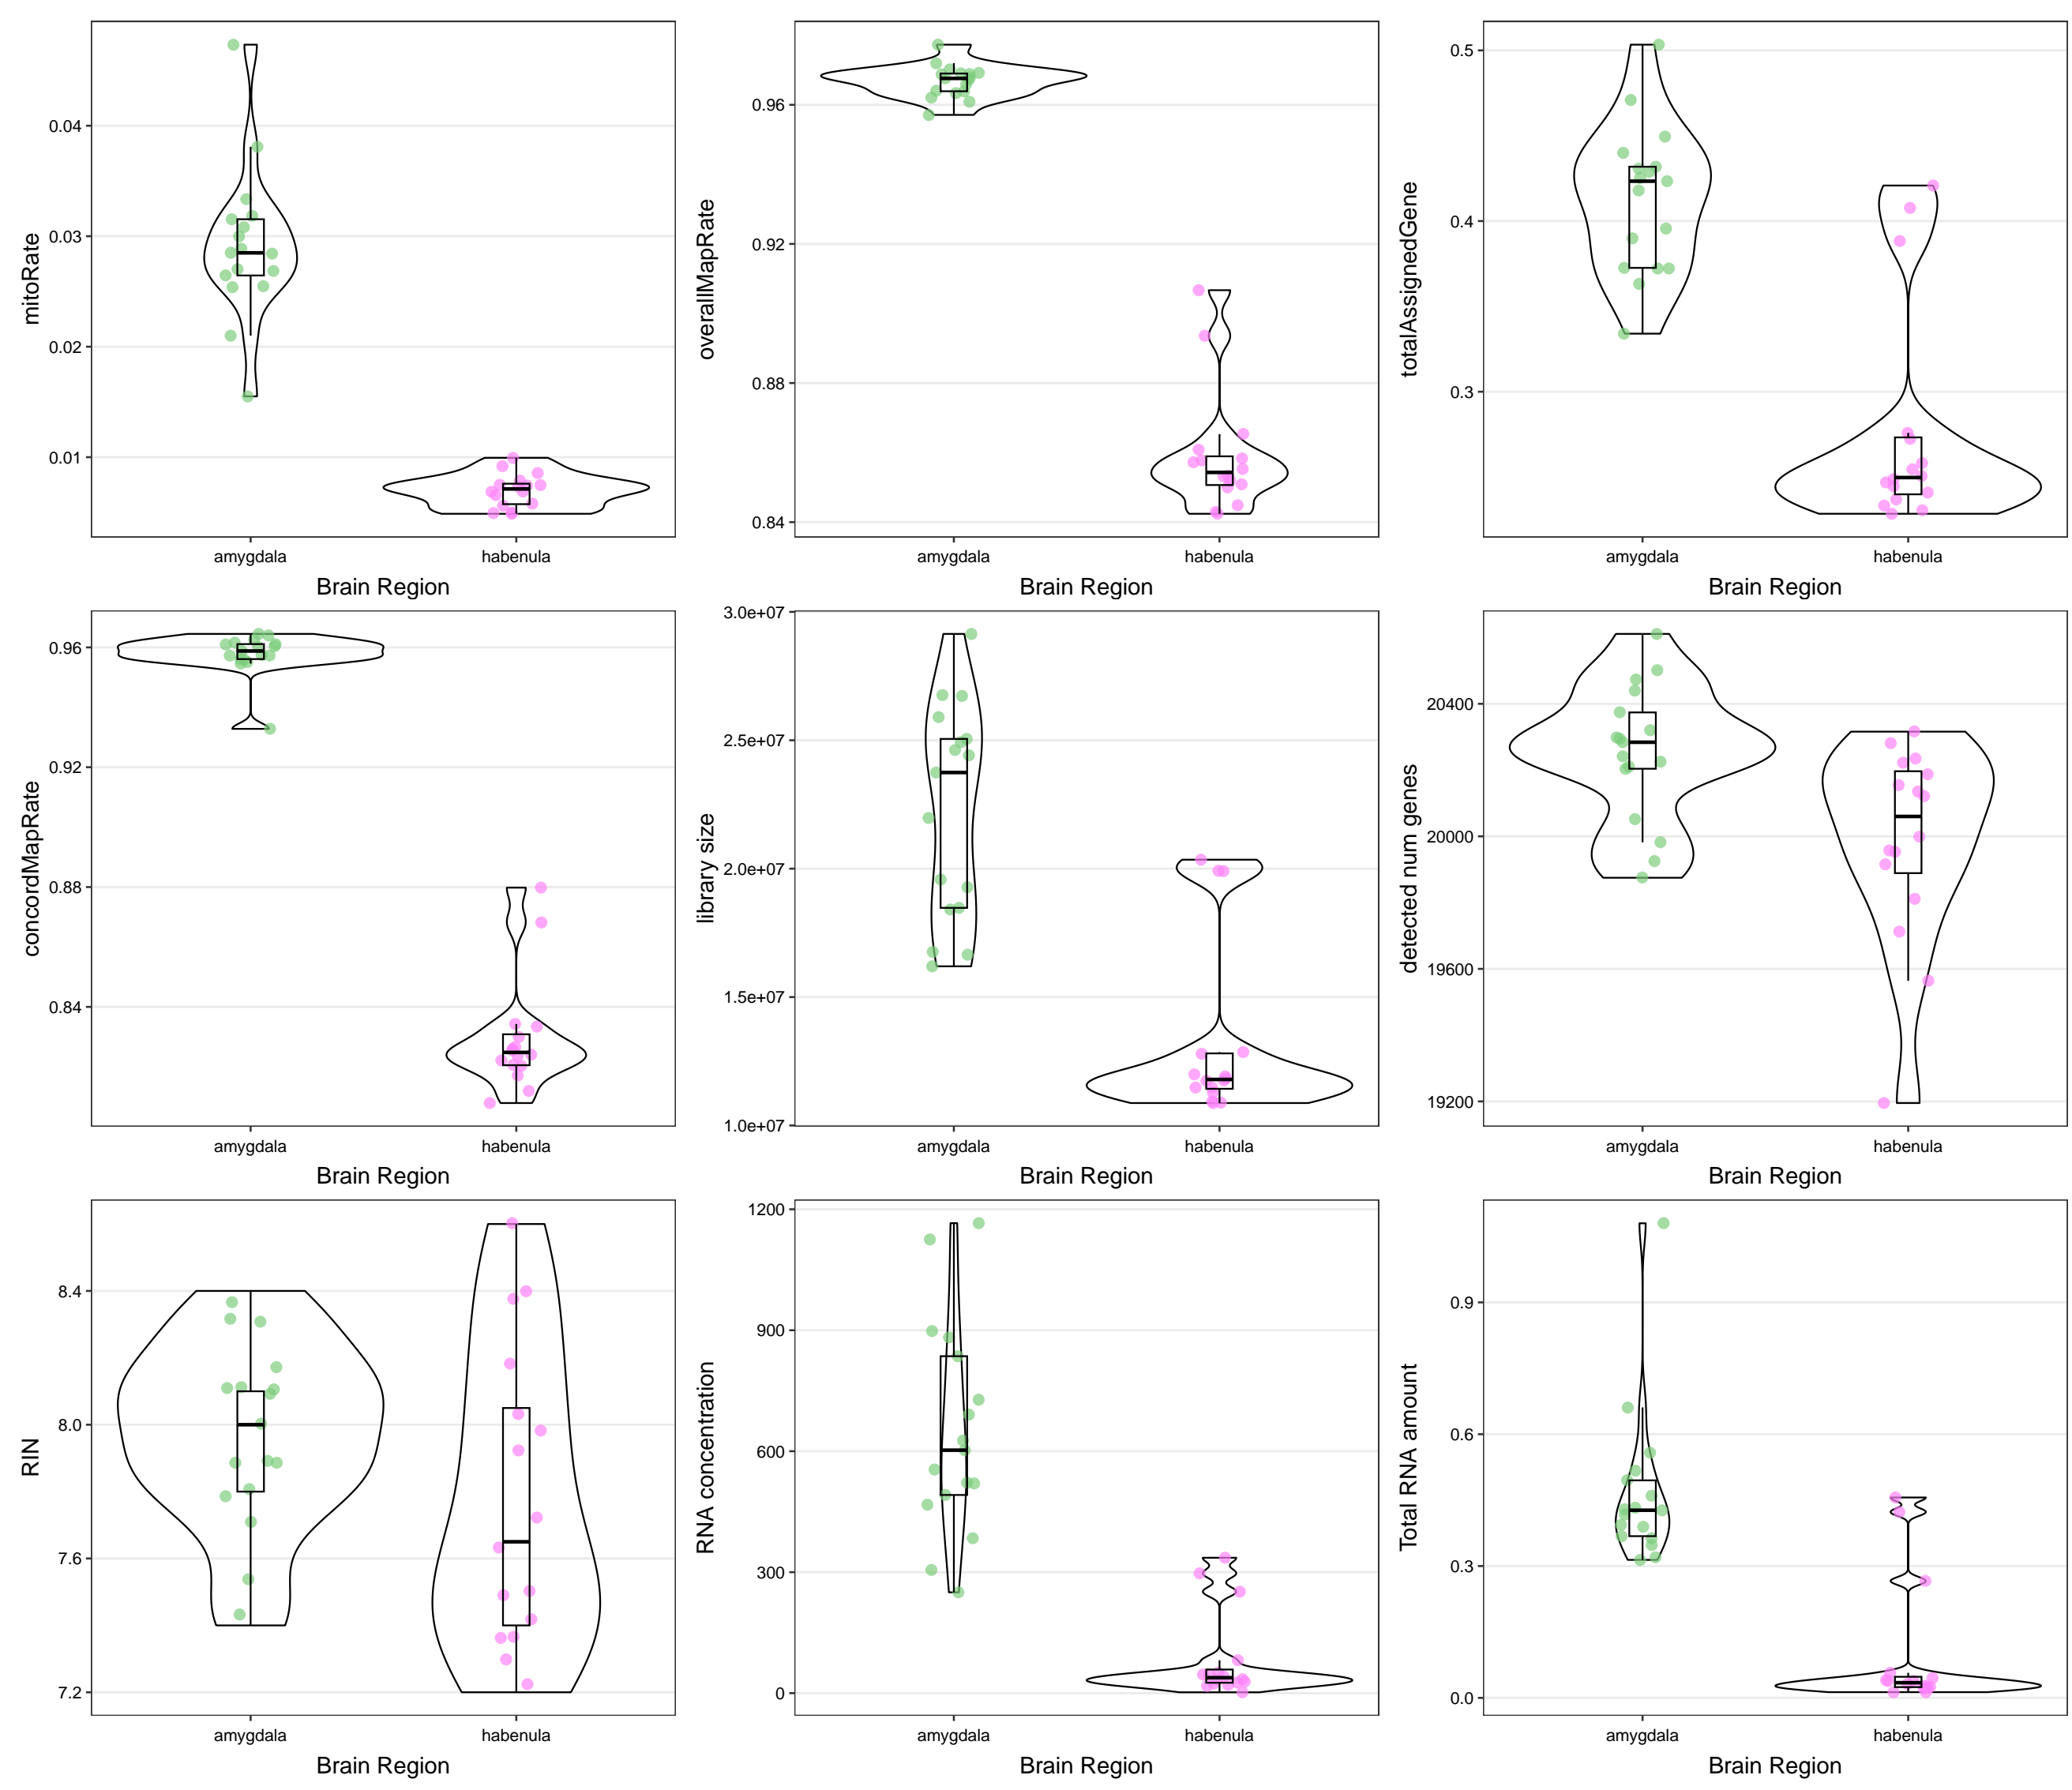 mitoRate
0.04
0.03
0.02
0.01
amygdala
habenula
Brain Region
overallMapRate
0.96
0.92
0.88
0.84
amygdala
habenula
Brain Region
totalAssignedGene
0.5
0.4
0.3
amygdala
habenula
Brain Region
concordMapRate
0.96
0.92
0.88
0.84
amygdala
habenula
Brain Region
library size
3.0e+07
2.5e+07
2.0e+07
1.5e+07
1.0e+07
amygdala
habenula
Brain Region
detected num genes
20400
20000
19600
19200
amygdala
habenula
Brain Region
RIN
8.4
8.0
7.6
7.2
amygdala
habenula
Brain Region
RNA concentration
1200
900
600
300
0
amygdala
habenula
Brain Region
Total RNA amount
0.9
0.6
0.3
0.0
amygdala
habenula
Brain Region